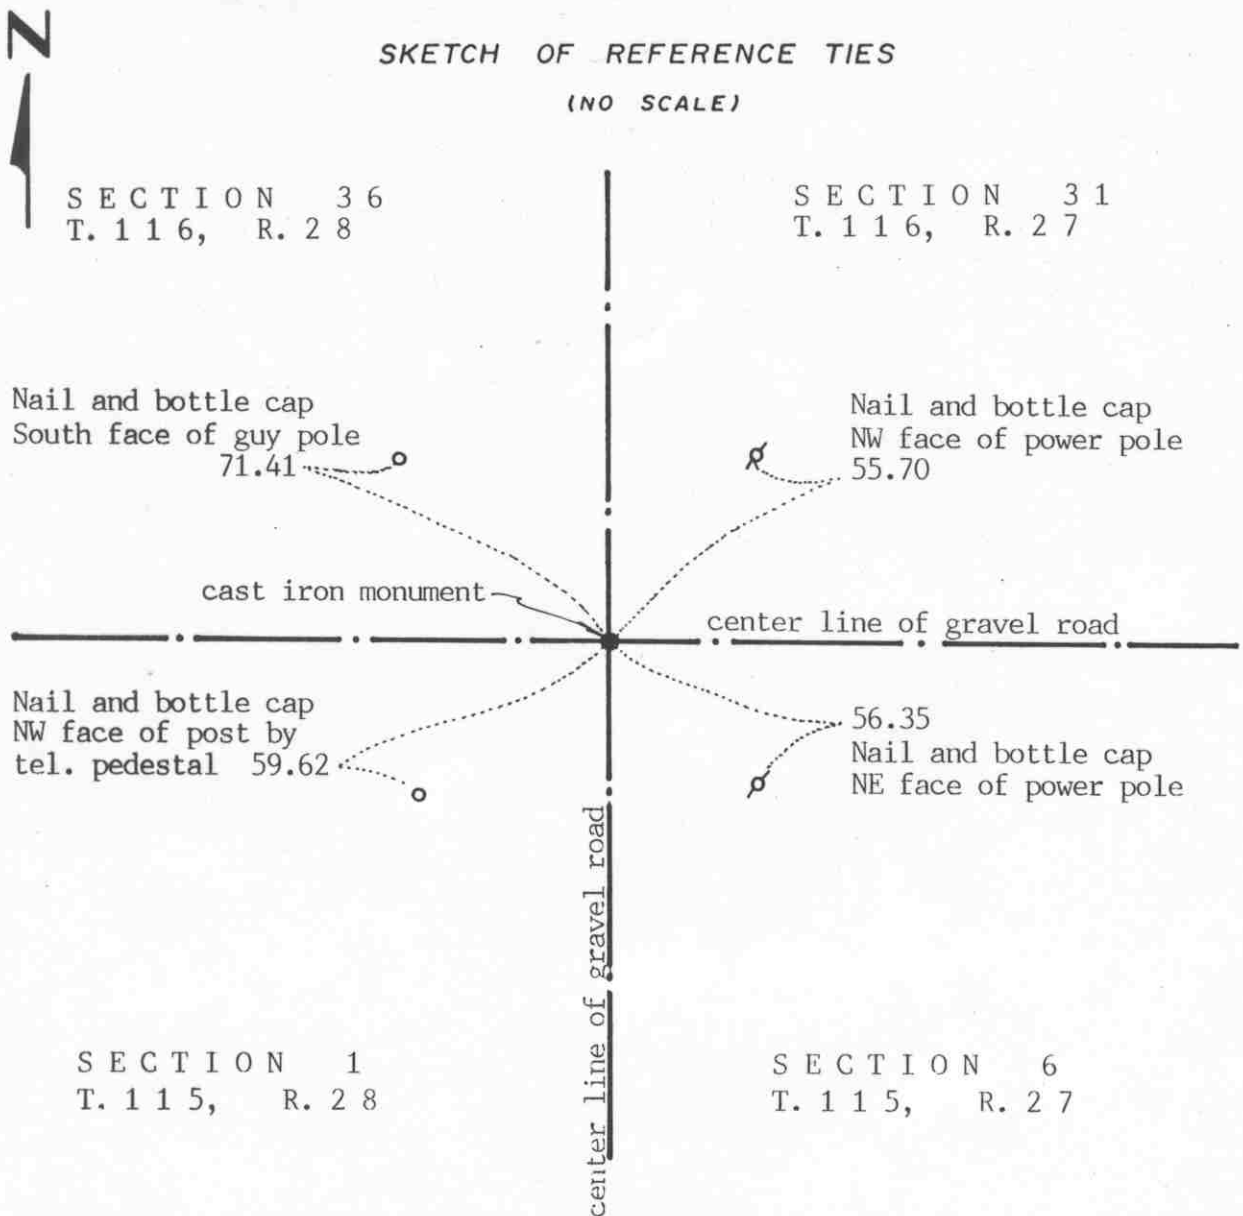 N
SKETCH OF REFERENCE TIES
(NO SCALE)
SECTION 36
T. 116, R. 28
SECTION 31
T. 116, R. 27
Nail and bottle cap
South face of guy pole
71.41
Nail and bottle cap
NW face of power pole
55.70
cast iron monument
center line of gravel road
Nail and bottle cap
NW face of post by
tel. pedestal 59.62
56.35
Nail and bottle cap
NE face of power pole
center line of gravel road
SECTION 1
T. 115, R. 28
SECTION 6
T. 115, R. 27